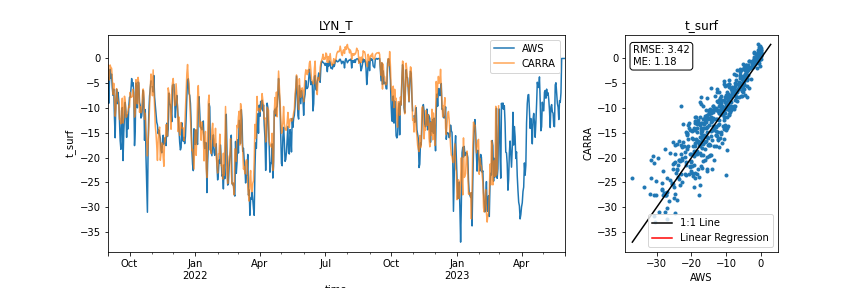 LYN_T
t_surf
0
−5
−10
−15
−20
−25
−30
−35
t_surf
AWS
CARRA
Oct
Jan
2022
Apr
Jul
Oct
Jan
2023
Apr
time
RMSE: 3.42
ME: 1.18
0
−5
−10
−15
−20
−25
−30
−35
CARRA
1:1 Line
Linear Regression
−30
−20
−10
0
AWS